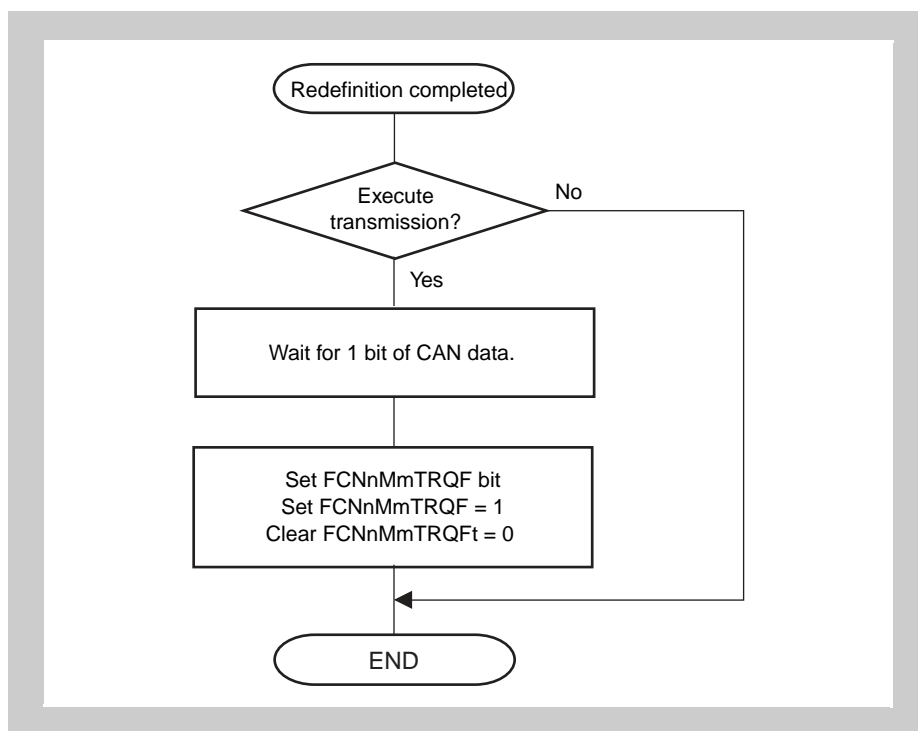 Redefinition completed
Execute
transmission?
No
Yes
Wait for 1 bit of CAN data.
Set FCNnMmTRQF bit
Set FCNnMmTRQF = 1
Clear FCNnMmTRQFt = 0
END